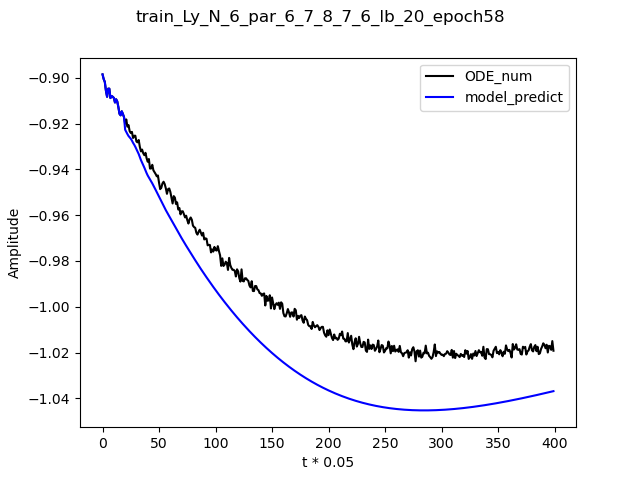 train_Ly_N_6_par_6_7_8_7_6_lb_20_epoch58
ODE_num
model_predict
Amplitude
−0.90
−0.92
−0.94
−0.96
−0.98
−1.00
−1.02
−1.04
0 50 100 150 200 250 300 350 400
t * 0.05